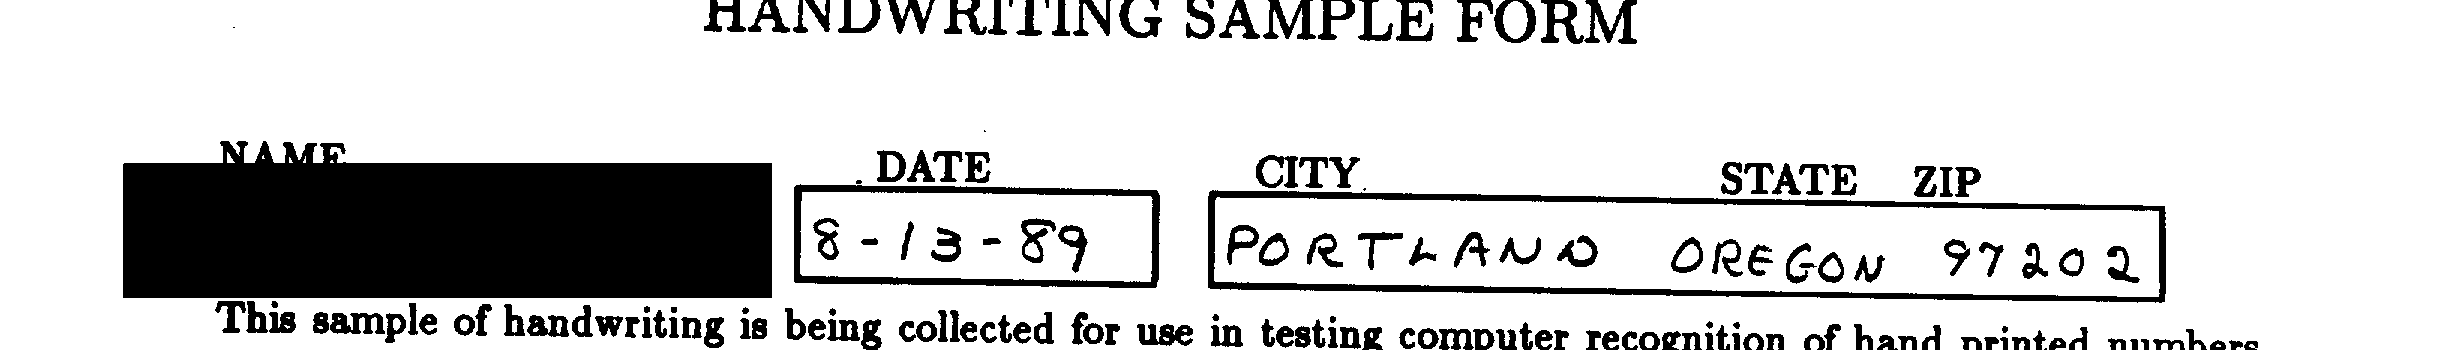 HANDWRITING SAMPLE FORM
NAME DATE CITY STATE ZIP
8-13-89 PORTLAND OREGON 97202
This sample of handwriting is being collected for use in testing computer recognition of hand printed numbers